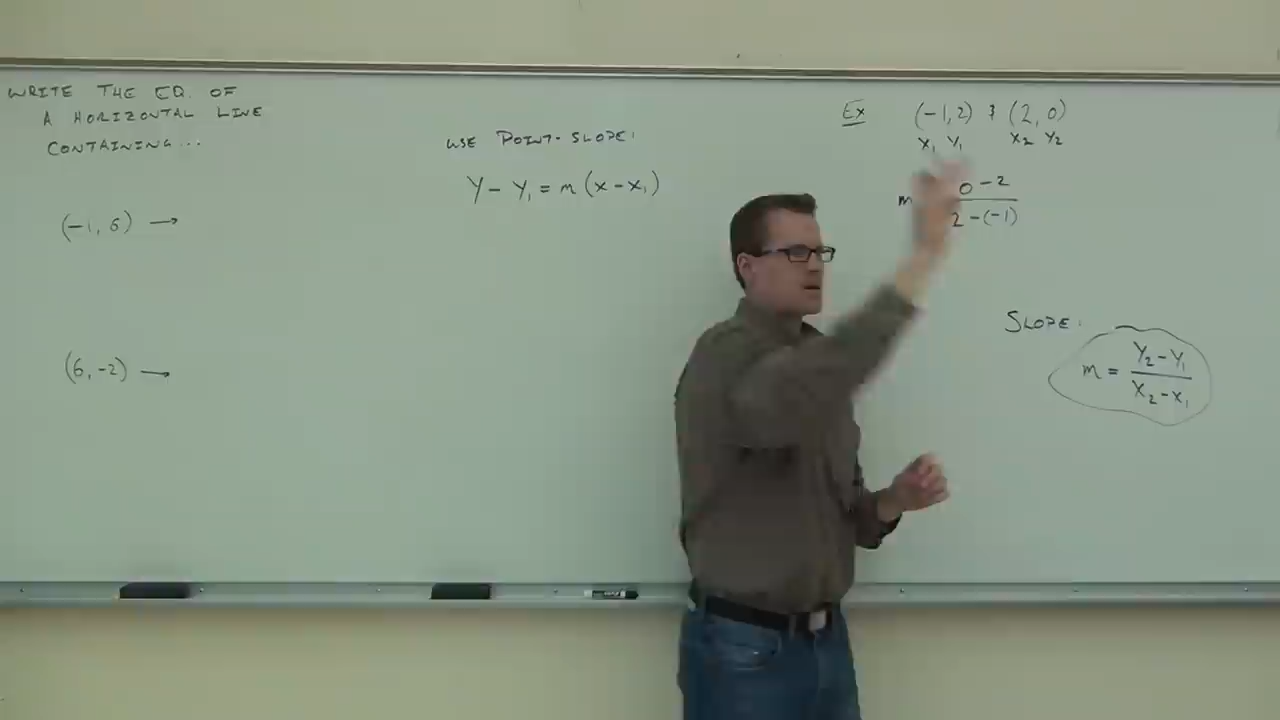 WRITE THE EQ. OF
A HORIZONTAL LINE
CONTAINING...
(-1, 6) →
(6, -2) →
USE POINT-SLOPE:
Y - Y₁ = m (x - x₁)
Ex (-1, 2) & (2, 0)
X₁ Y₁ X₂ Y₂
m 0 - 2
2 - (-1)
SLOPE:
m = Y₂ - Y₁
X₂ - X₁